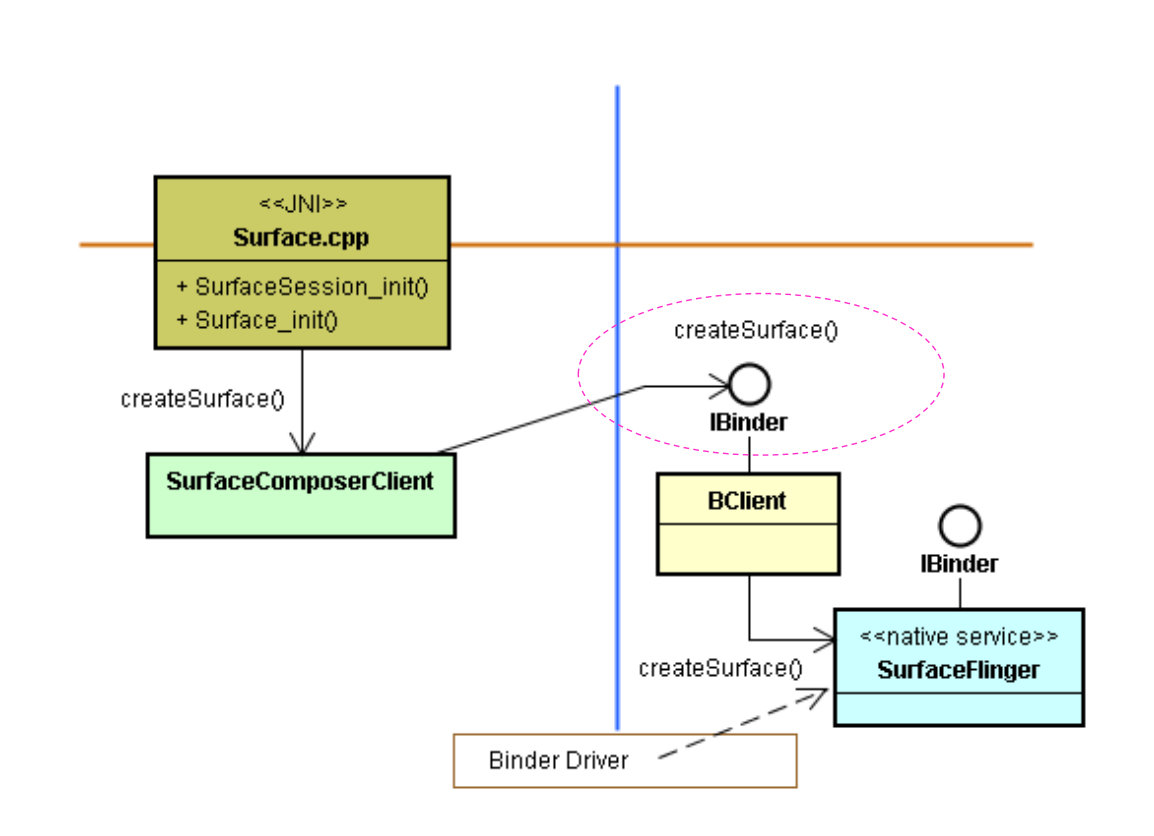 <<JNI>>
Surface.cpp
+ SurfaceSession_init()
+ Surface_init()
createSurface()
createSurface()
IBinder
SurfaceComposerClient
BClient
IBinder
<<native service>>
SurfaceFlinger
createSurface()
Binder Driver